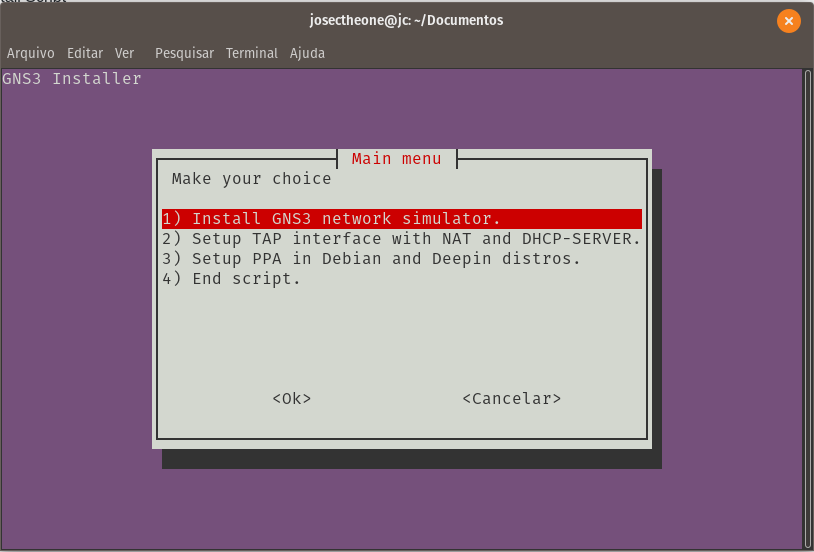 josectheone@jc: ~/Documentos
Arquivo Editar Ver Pesquisar Terminal Ajuda
GNS3 Installer
Main menu
Make your choice
1) Install GNS3 network simulator.
2) Setup TAP interface with NAT and DHCP-SERVER.
3) Setup PPA in Debian and Deepin distros.
4) End script.
<Ok> <Cancelar>